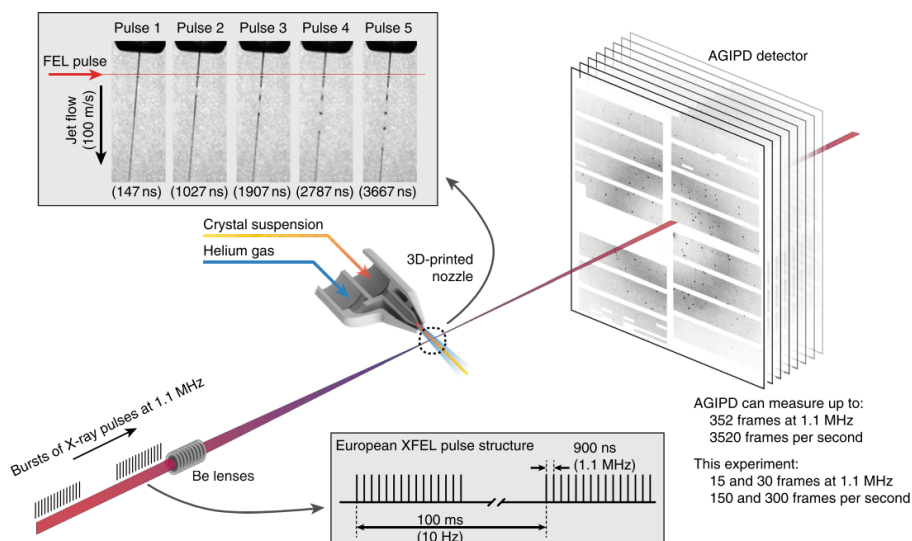 Pulse 1 Pulse 2 Pulse 3 Pulse 4 Pulse 5
FEL pulse
Jet flow
(100 m/s)
(147 ns) (1027 ns) (1907 ns) (2787 ns) (3667 ns)
AGIPD detector
Crystal suspension
Helium gas
3D-printed
nozzle
Bursts of X-ray pulses at 1.1 MHz
Be lenses
European XFEL pulse structure
900 ns
(1.1 MHz)
100 ms
(10 Hz)
AGIPD can measure up to:
352 frames at 1.1 MHz
3520 frames per second
This experiment:
15 and 30 frames at 1.1 MHz
150 and 300 frames per second